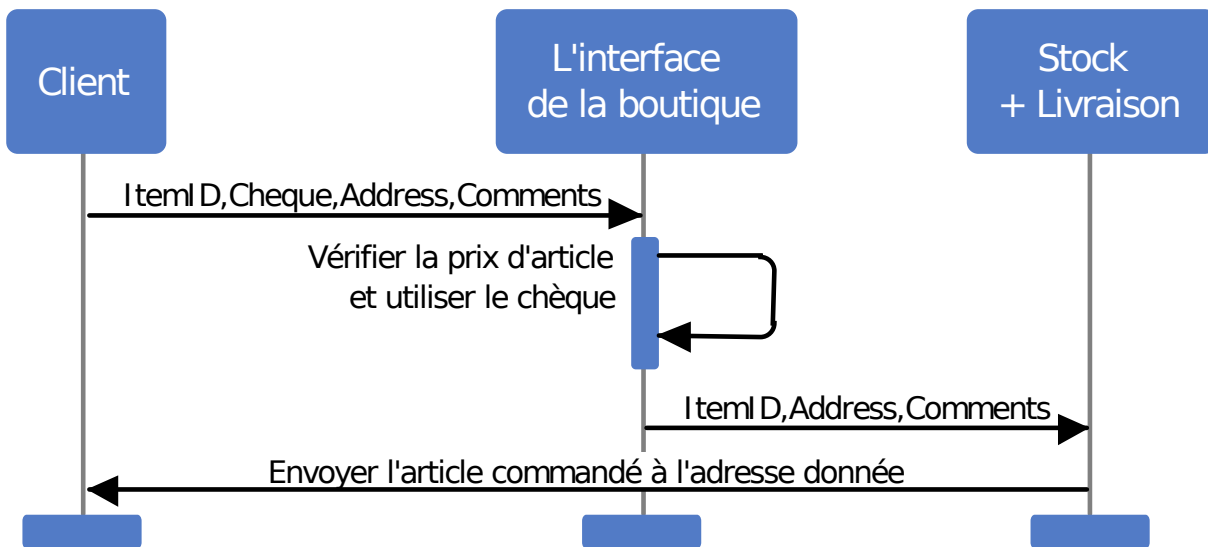 Client
L'interface
de la boutique
Stock
+ Livraison
ItemID,Cheque,Address,Comments
Vérifier la prix d'article
et utiliser le chèque
ItemID,Address,Comments
Envoyer l'article commandé à l'adresse donnée